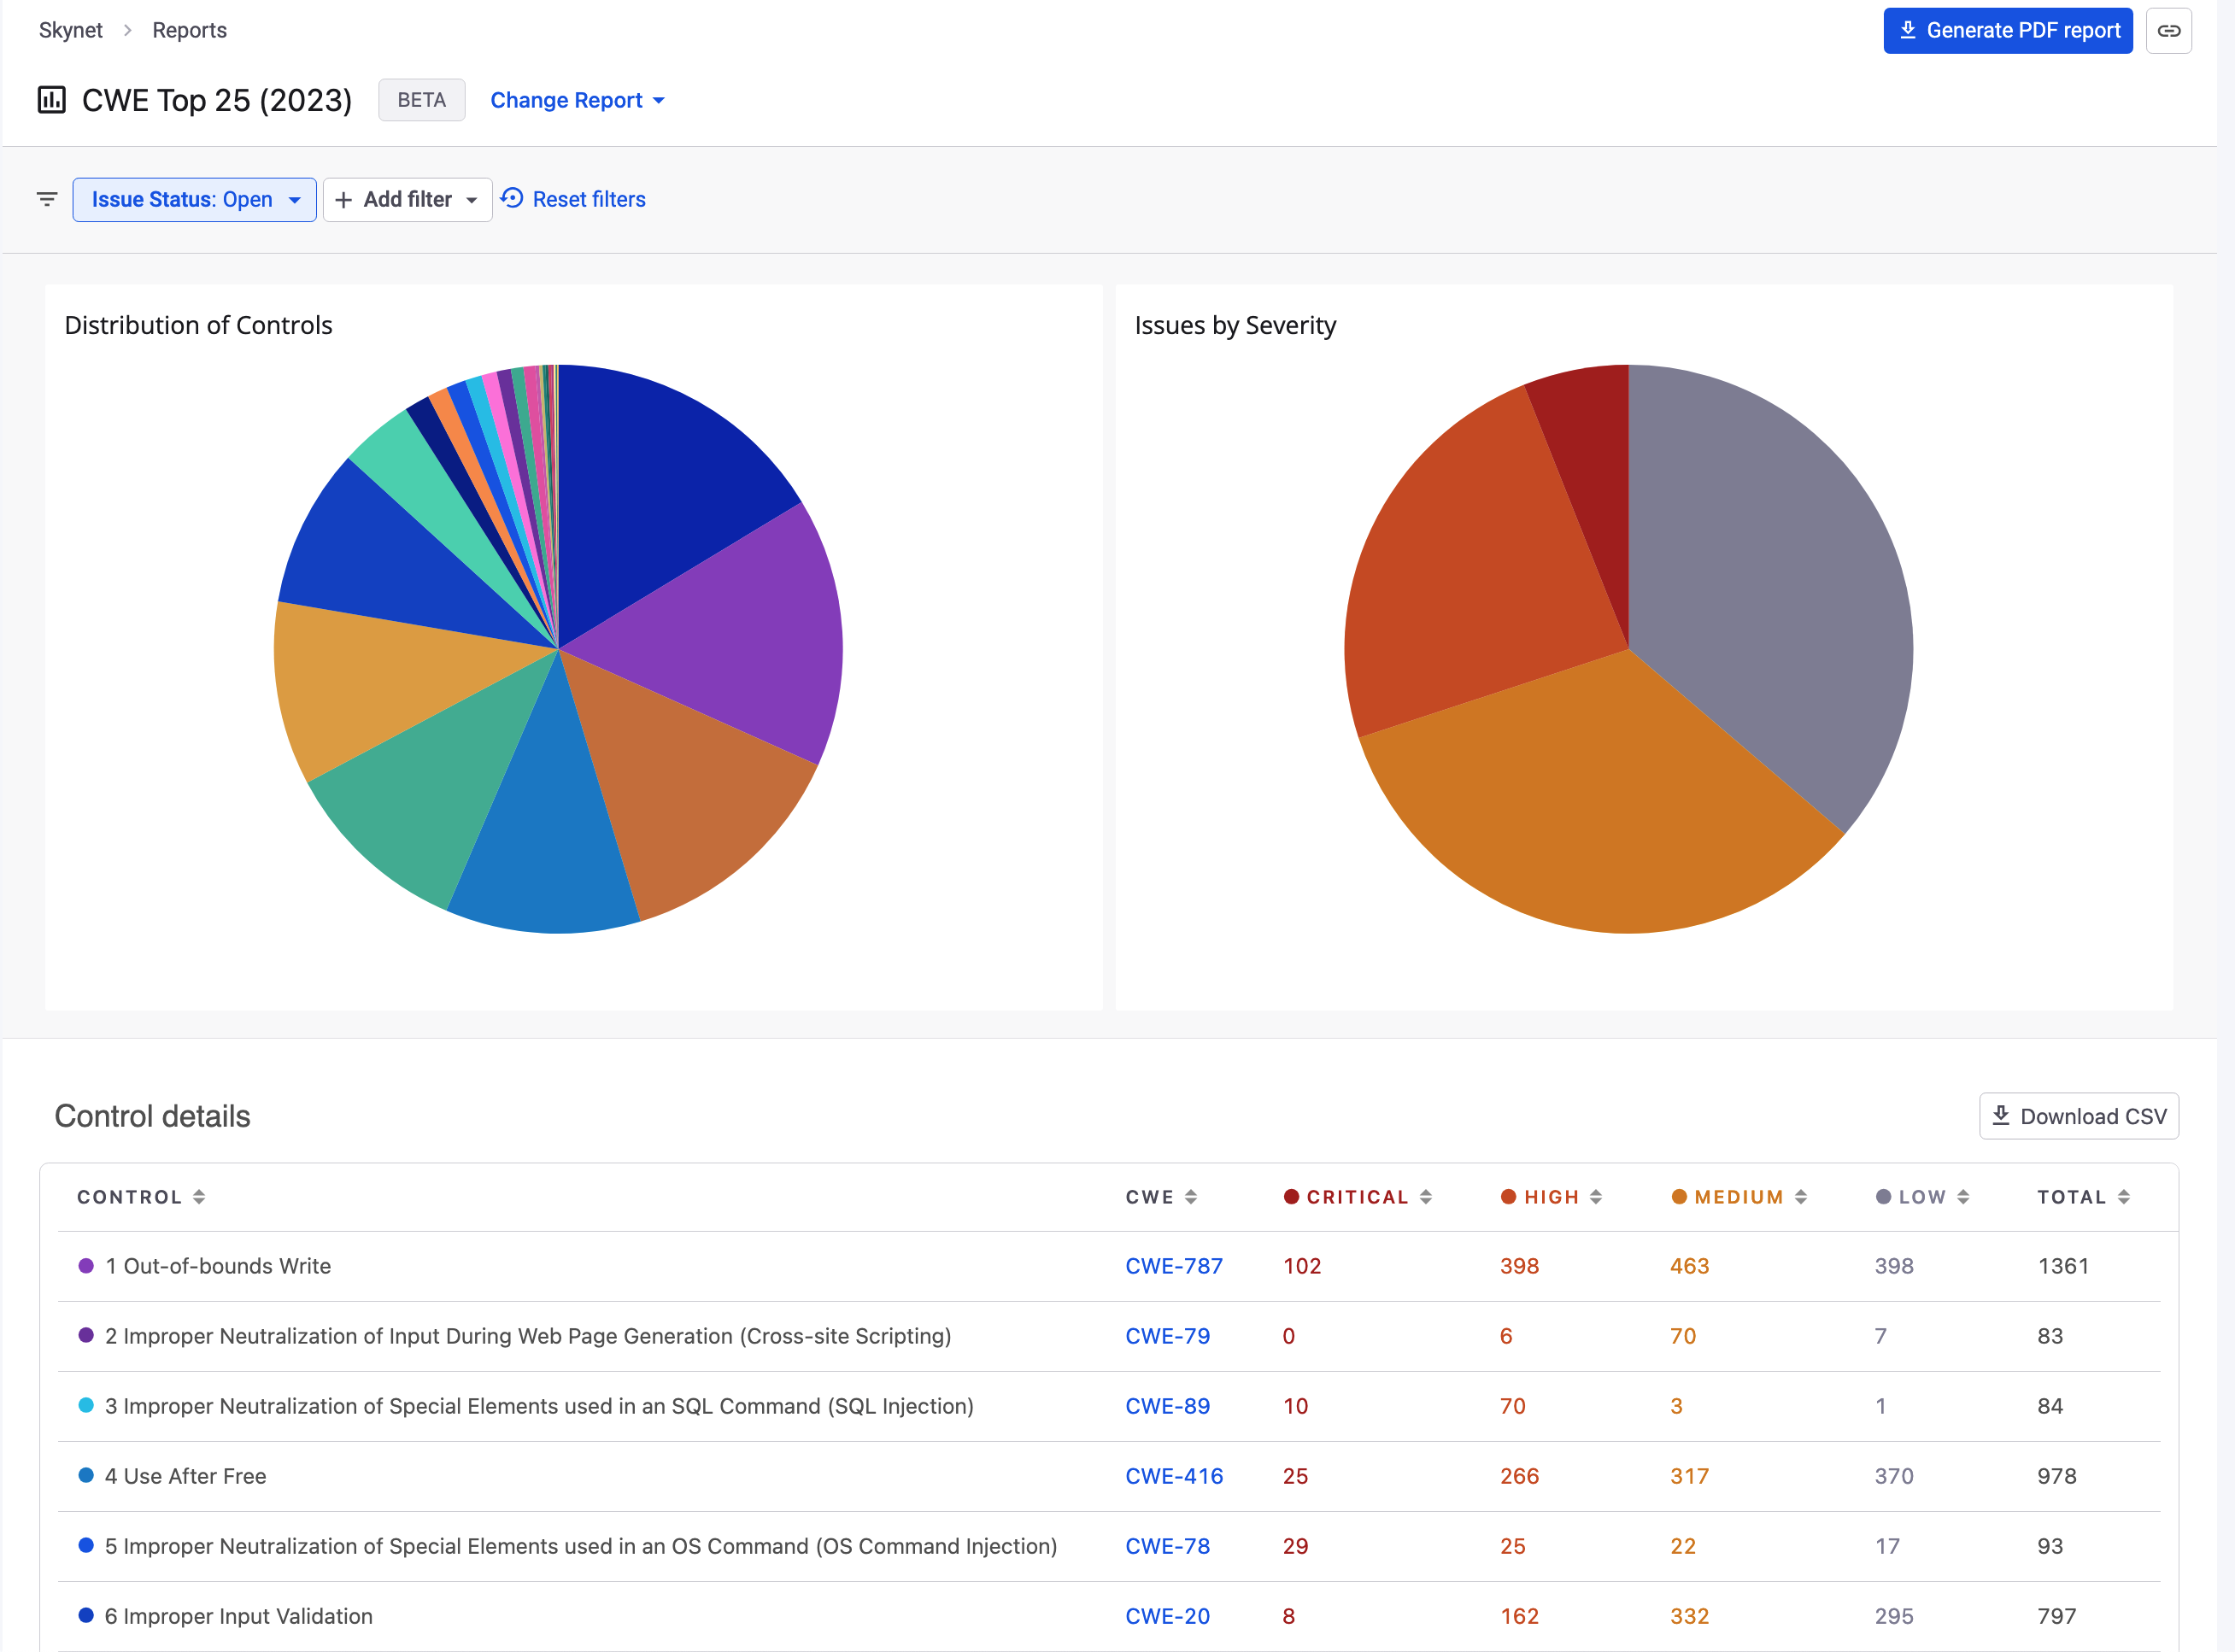 Skynet > Reports
Generate PDF report
CWE Top 25 (2023) BETA Change Report
Issue Status: Open + Add filter Reset filters
Distribution of Controls
Issues by Severity
Control details
Download CSV
CONTROL CWE CRITICAL HIGH MEDIUM LOW TOTAL
1 Out-of-bounds Write CWE-787 102 398 463 398 1361
2 Improper Neutralization of Input During Web Page Generation (Cross-site Scripting) CWE-79 0 6 70 7 83
3 Improper Neutralization of Special Elements used in an SQL Command (SQL Injection) CWE-89 10 70 3 1 84
4 Use After Free CWE-416 25 266 317 370 978
5 Improper Neutralization of Special Elements used in an OS Command (OS Command Injection) CWE-78 29 25 22 17 93
6 Improper Input Validation CWE-20 8 162 332 295 797